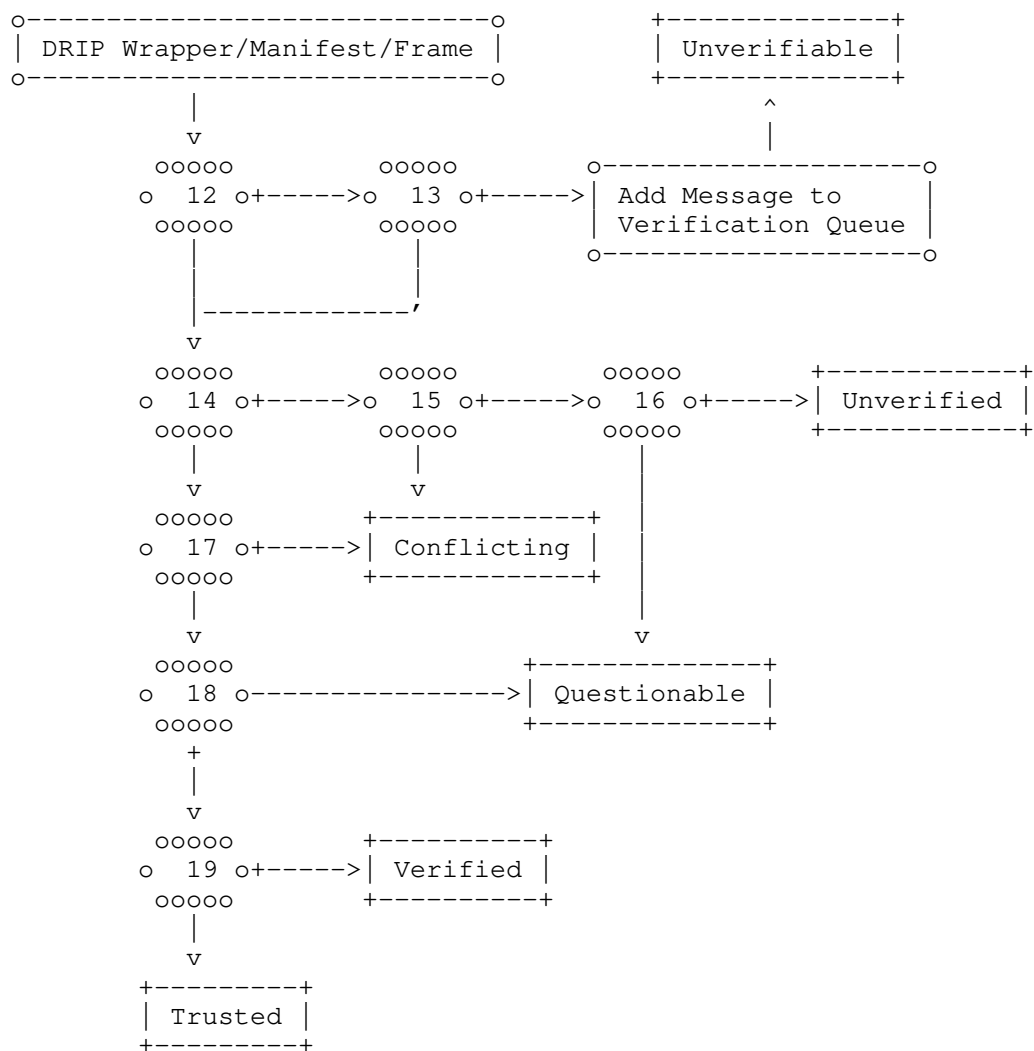 DRIP Wrapper/Manifest/Frame
Unverifiable
12
13
Add Message to
Verification Queue
14
15
16
Unverified
17
Conflicting
18
Questionable
19
Verified
Trusted